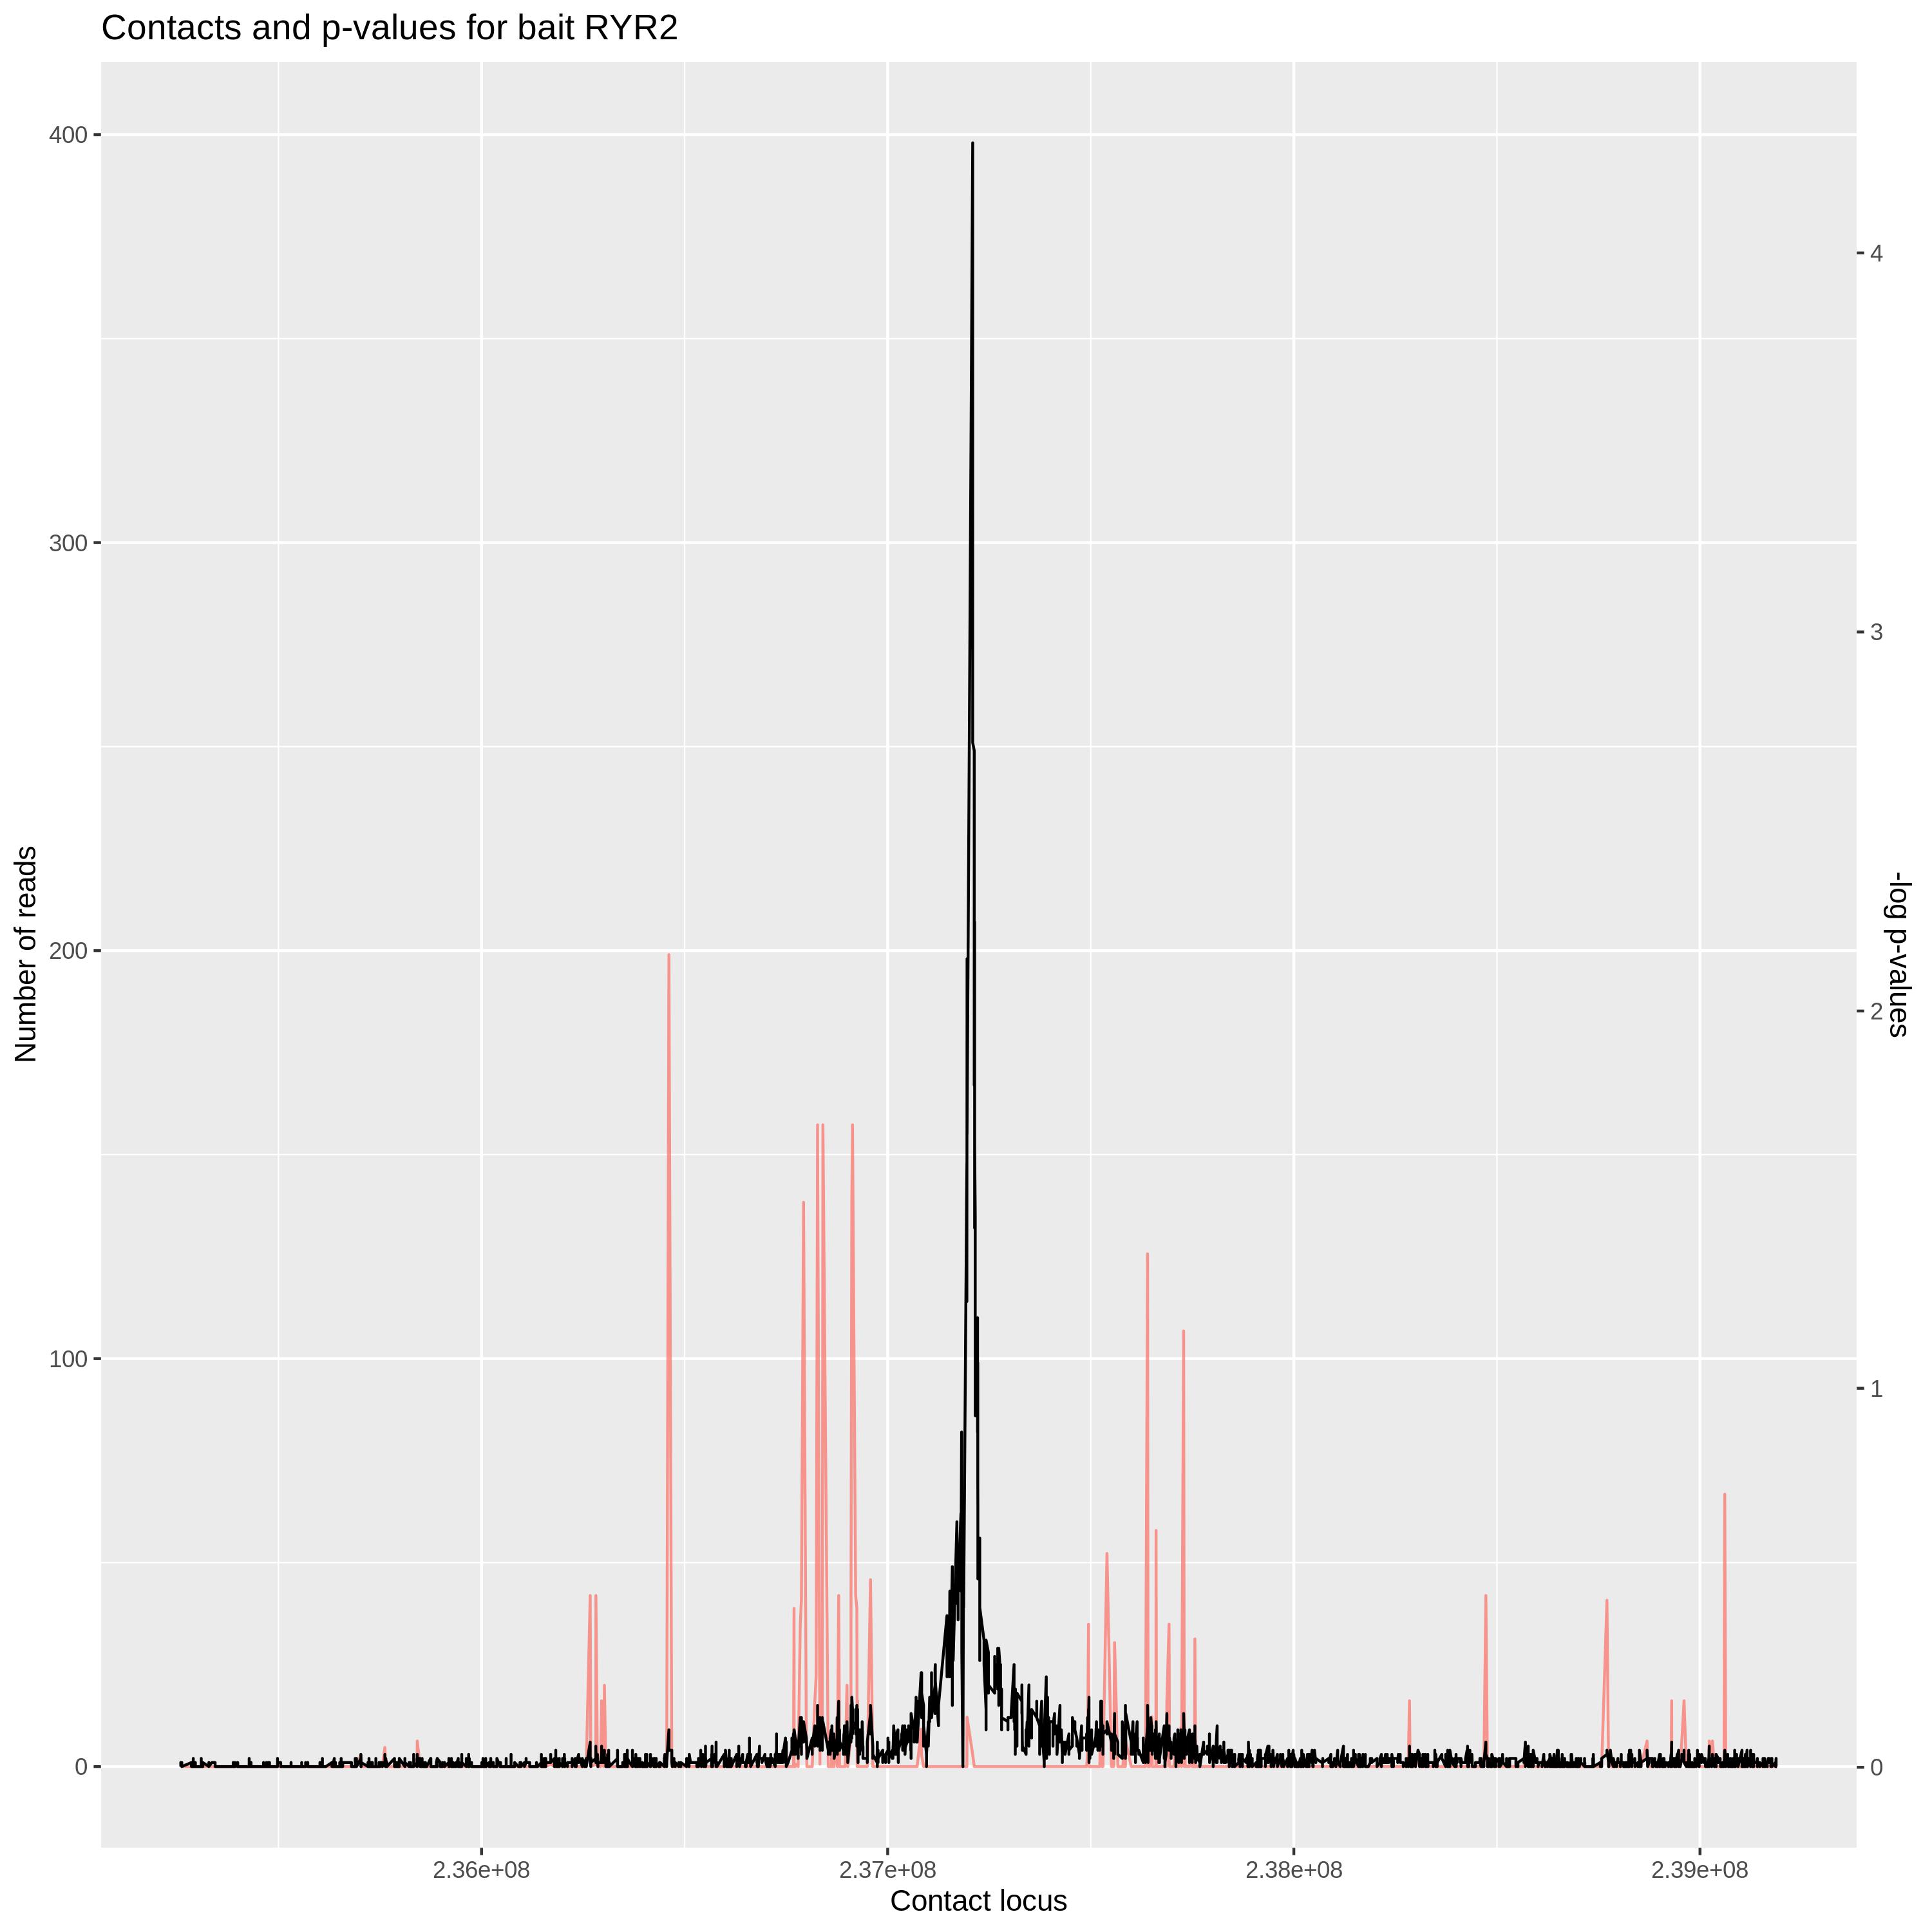 Contacts and p-values for bait RYR2
400
300
200
100
0
4
3
2
1
0
Number of reads
-log p-values
2.36e+08 2.37e+08 2.38e+08 2.39e+08
Contact locus